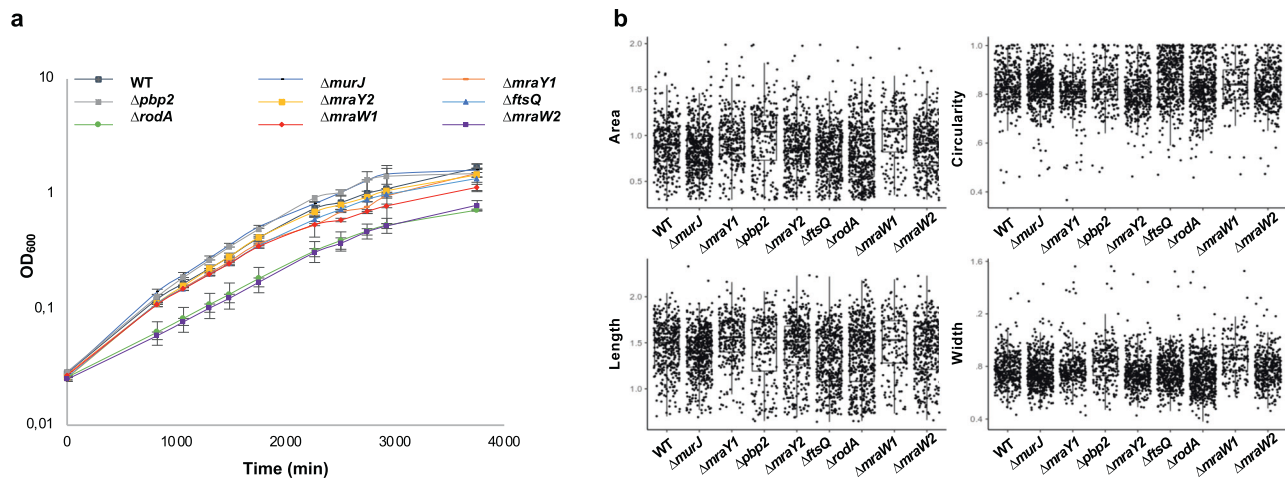 a
b
10
1
0,1
0,01
OD600
0
1000
2000
3000
4000
Time (min)
WT
ΔmurJ
ΔmraY1
Δpbp2
ΔmraY2
ΔftsQ
ΔrodA
ΔmraW1
ΔmraW2
2.0
1.5
1.0
0.5
Area
WT
ΔmurJ
ΔmraY1
Δpbp2
ΔmraY2
ΔftsQ
ΔrodA
ΔmraW1
ΔmraW2
1.0
.8
.6
.4
Circularity
WT
ΔmurJ
ΔmraY1
Δpbp2
ΔmraY2
ΔftsQ
ΔrodA
ΔmraW1
ΔmraW2
2.0
1.5
1.0
Length
WT
ΔmurJ
ΔmraY1
Δpbp2
ΔmraY2
ΔftsQ
ΔrodA
ΔmraW1
ΔmraW2
1.6
.2
.8
0.4
Width
WT
ΔmurJ
ΔmraY1
Δpbp2
ΔmraY2
ΔftsQ
ΔrodA
ΔmraW1
ΔmraW2